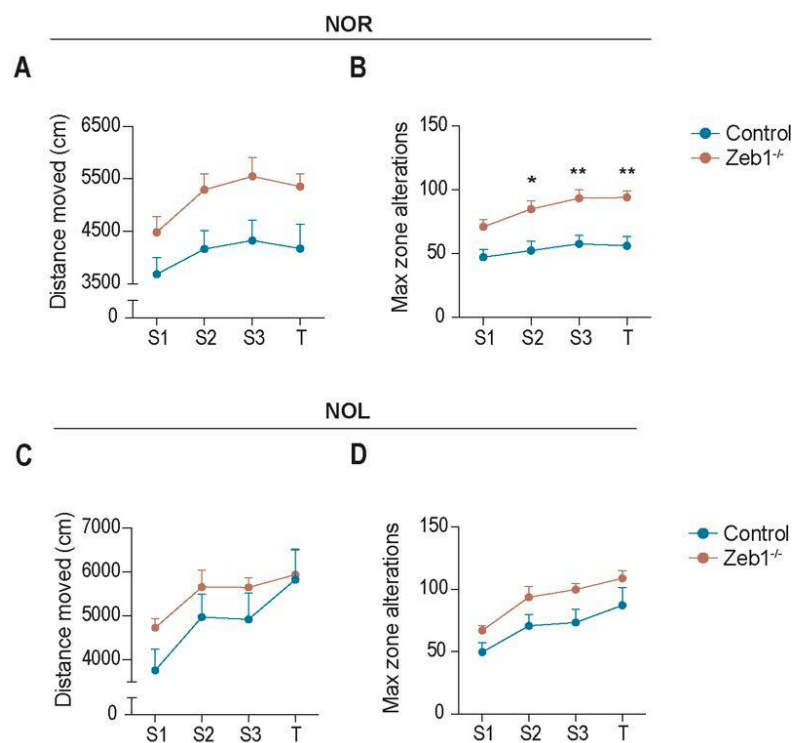 NOR
A
B
Distance moved (cm)
6500
5500
4500
3500
0
S1 S2 S3 T
Max zone alterations
150
100
50
0
* ** **
S1 S2 S3 T
Control
Zeb1-/-
NOL
C
D
Distance moved (cm)
7000
6000
5000
4000
0
S1 S2 S3 T
Max zone alterations
150
100
50
0
S1 S2 S3 T
Control
Zeb1-/-